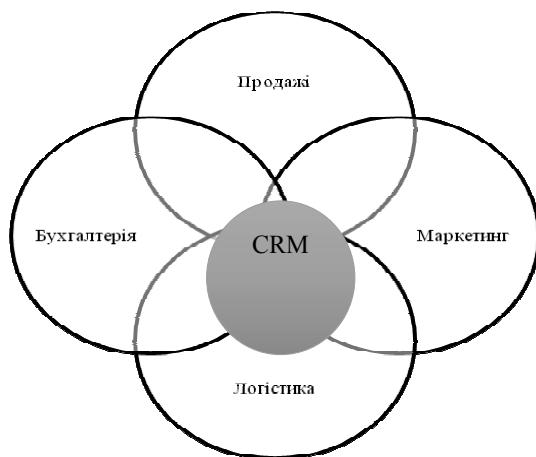 Продажі
Бухгалтерія
CRM
Маркетинг
Логістика